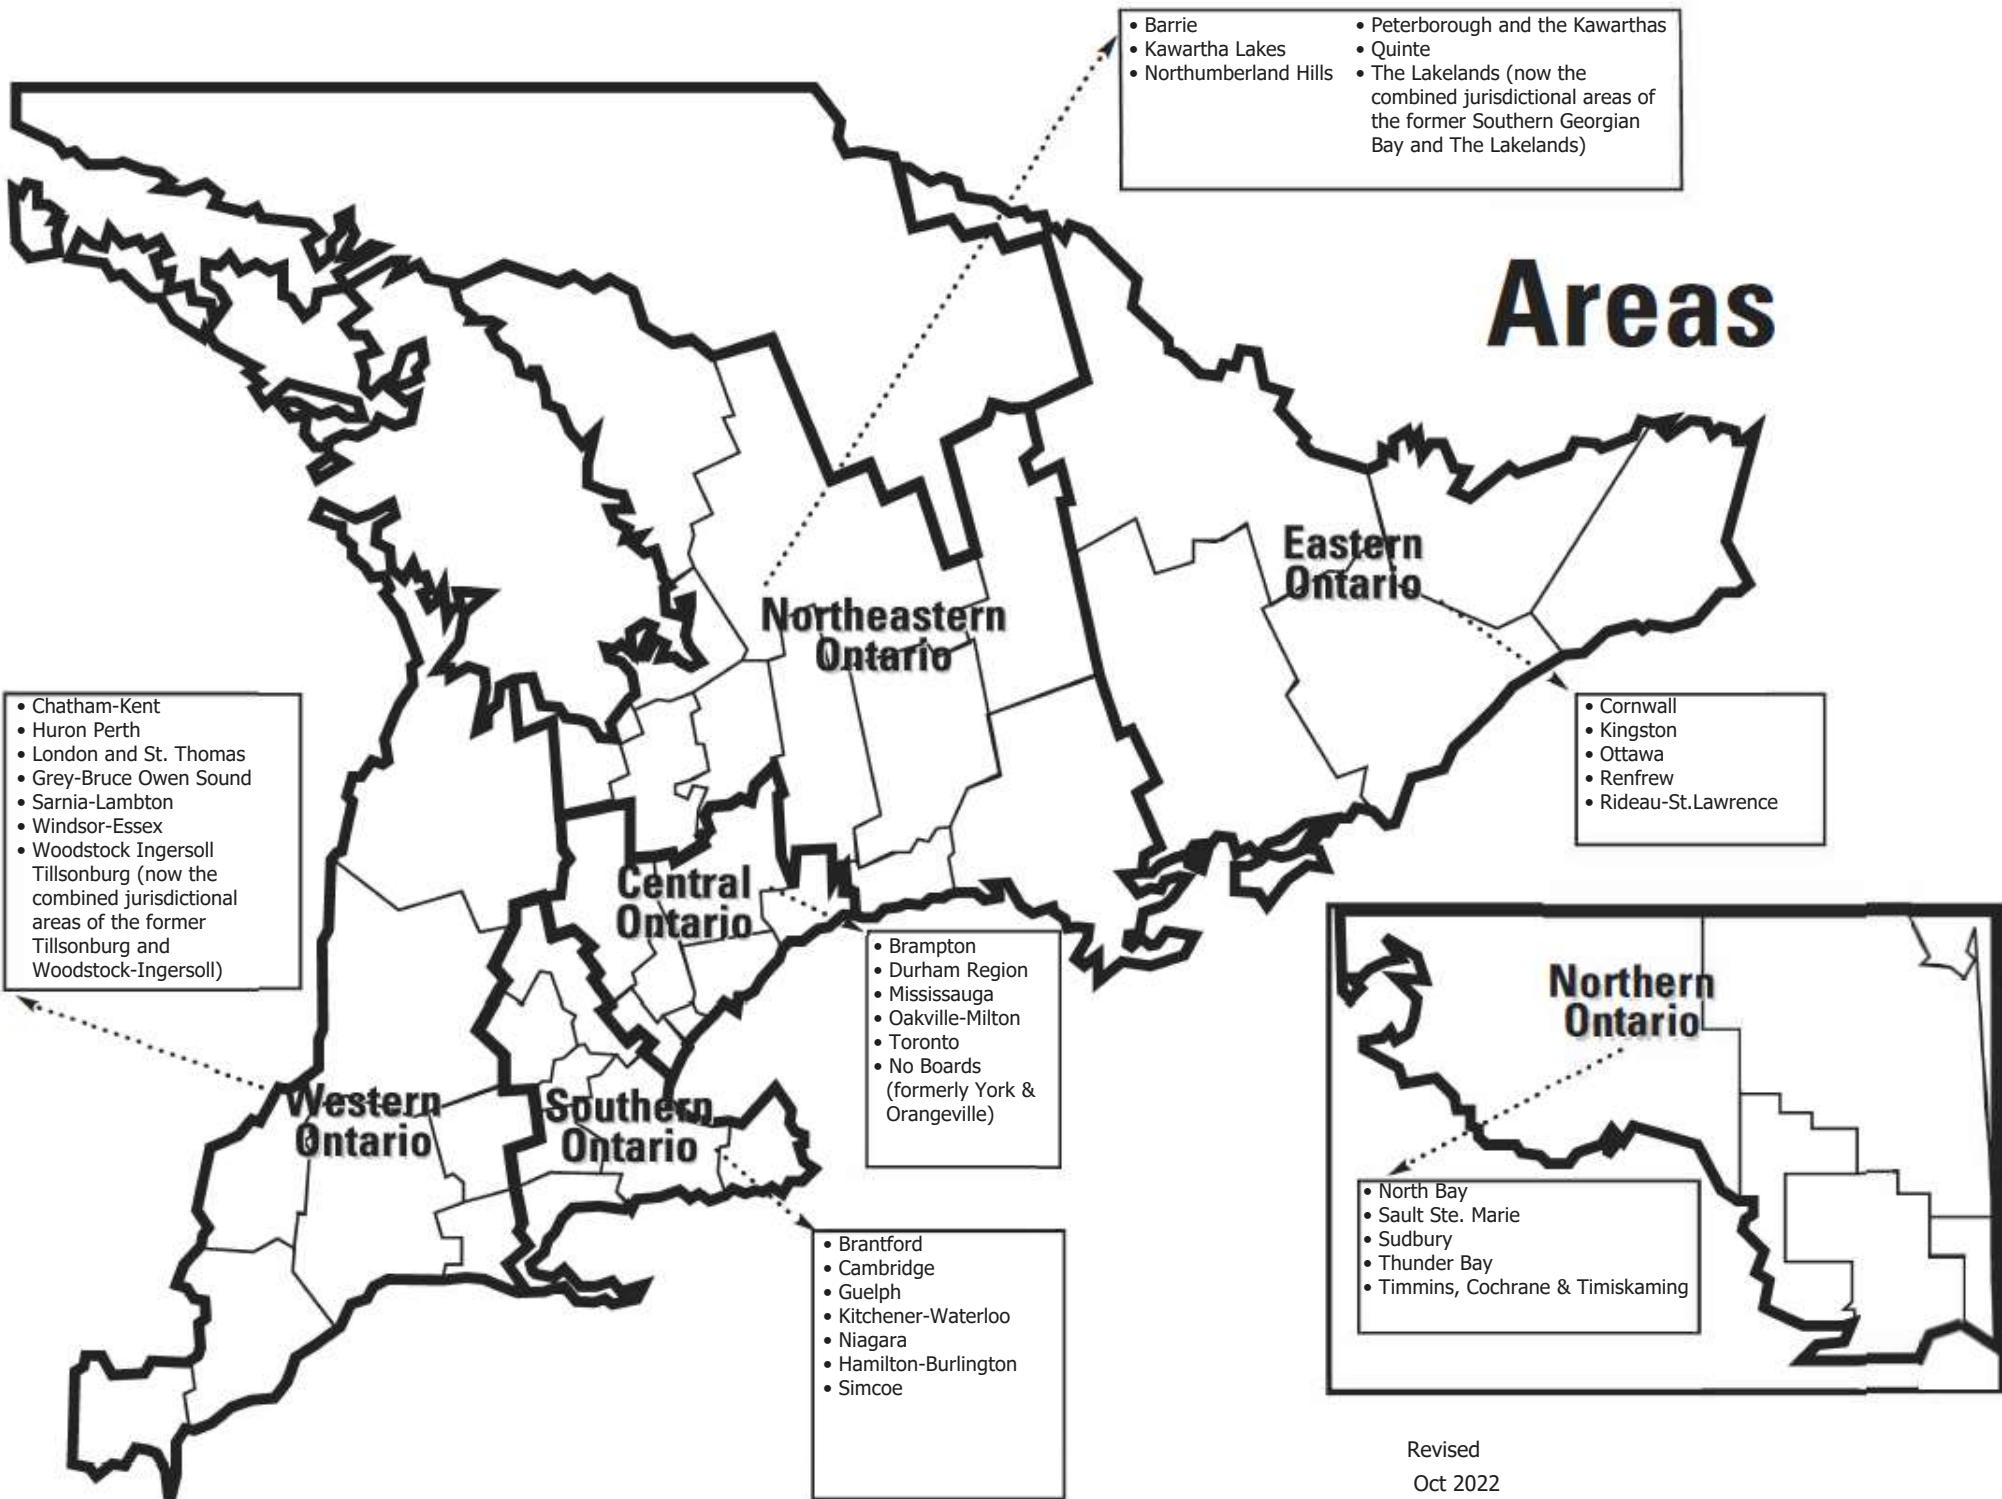 • Barrie
• Kawartha Lakes
• Northumberland Hills
• Peterborough and the Kawarthas
• Quinte
• The Lakelands (now the
combined jurisdictional areas of
the former Southern Georgian
Bay and The Lakelands)
Areas
Eastern
Ontario
Northeastern
Ontario
• Chatham-Kent
• Huron Perth
• London and St. Thomas
• Grey-Bruce Owen Sound
• Sarnia-Lambton
• Windsor-Essex
• Woodstock Ingersoll
Tillsonburg (now the
combined jurisdictional
areas of the former
Tillsonburg and
Woodstock-Ingersoll)
• Cornwall
• Kingston
• Ottawa
• Renfrew
• Rideau-St.Lawrence
Central
Ontario
• Brampton
• Durham Region
• Mississauga
• Oakville-Milton
• Toronto
• No Boards
(formerly York &
Orangeville)
Northern
Ontario
Western
Ontario
Southern
Ontario
• North Bay
• Sault Ste. Marie
• Sudbury
• Thunder Bay
• Timmins, Cochrane & Timiskaming
• Brantford
• Cambridge
• Guelph
• Kitchener-Waterloo
• Niagara
• Hamilton-Burlington
• Simcoe
Revised
Oct 2022